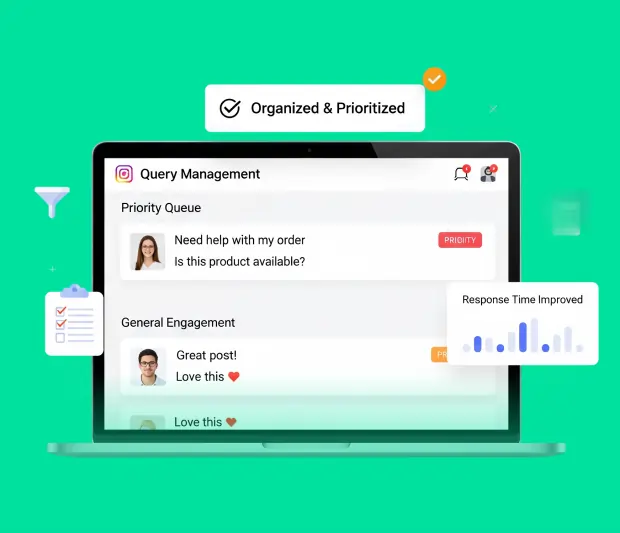 Organized & Prioritized
Query Management
Priority Queue
Need help with my order
PRIDIITY
Is this product available?
Response Time Improved
General Engagement
Great post!
Love this ❤
Love this ❤